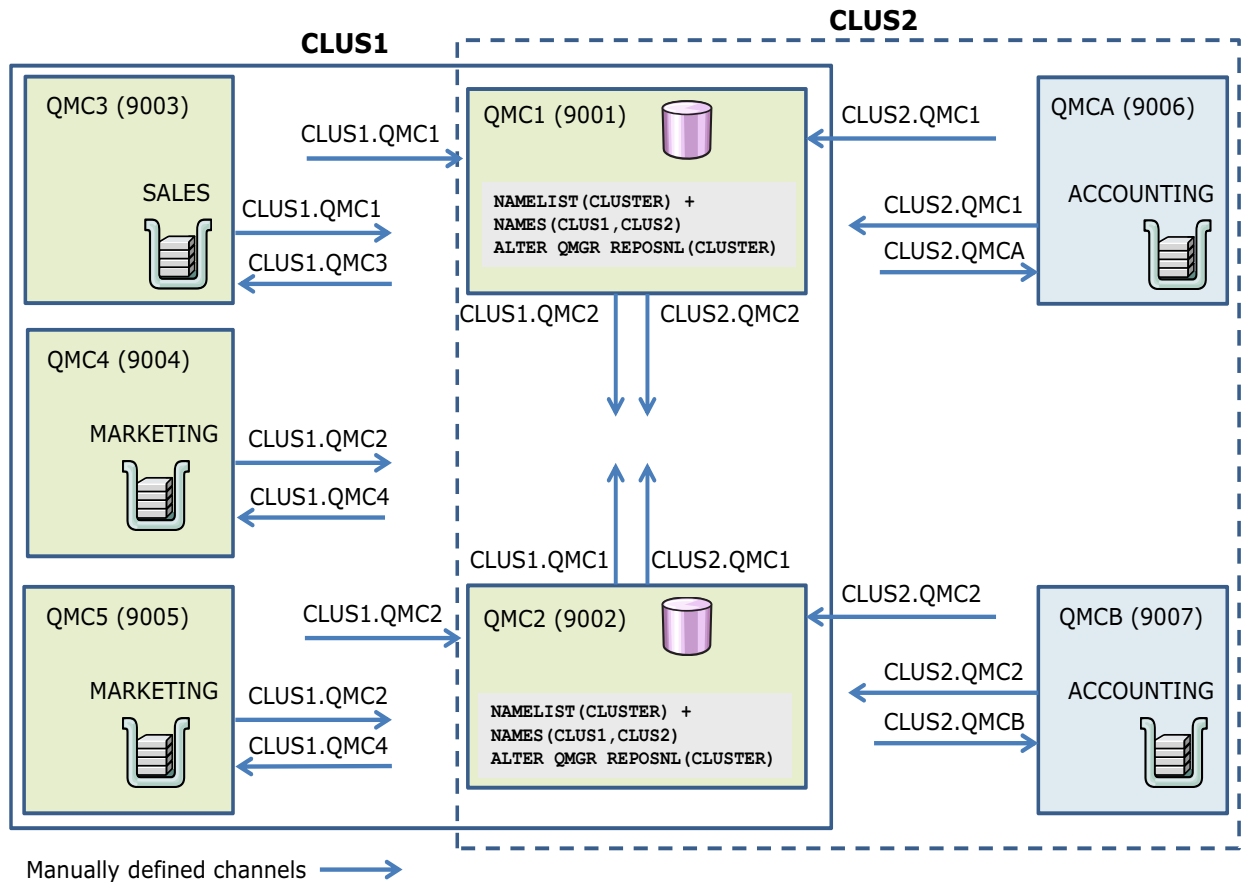 CLUS1
CLUS2
QMC3 (9003)
SALES
CLUS1.QMC1
CLUS1.QMC1
CLUS1.QMC3
QMC4 (9004)
MARKETING
CLUS1.QMC2
CLUS1.QMC4
QMC5 (9005)
MARKETING
CLUS1.QMC2
CLUS1.QMC2
CLUS1.QMC4
QMC1 (9001)
NAMELIST(CLUSTER) +
NAMES(CLUS1,CLUS2)
ALTER QMGR REPOSNL(CLUSTER)
CLUS1.QMC2
CLUS2.QMC2
CLUS1.QMC1
CLUS2.QMC1
QMC2 (9002)
NAMELIST(CLUSTER) +
NAMES(CLUS1,CLUS2)
ALTER QMGR REPOSNL(CLUSTER)
CLUS2.QMC1
CLUS2.QMC1
CLUS2.QMCA
QMCA (9006)
ACCOUNTING
CLUS2.QMC2
CLUS2.QMC2
CLUS2.QMCB
QMCB (9007)
ACCOUNTING
Manually defined channels